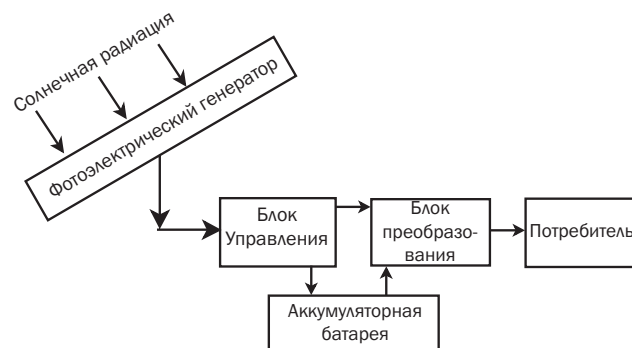 Солнечная радиация
Фотоэлектрический генератор
Блок
Управления
Блок
преобразо-
вания
Потребитель
Аккумуляторная
батарея